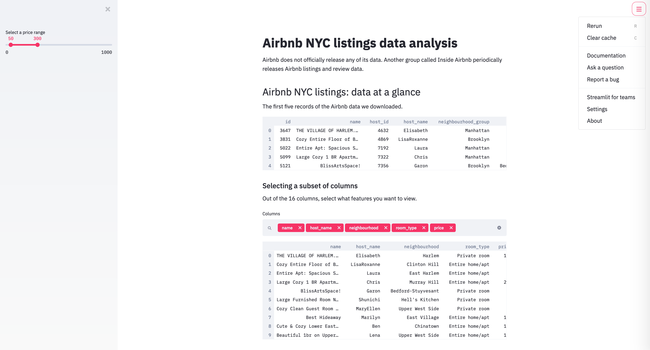 Select a price range
50 300
0 1000
Rerun R
Clear cache C
Documentation
Ask a question
Report a bug
Streamlit for teams
Settings
About
Airbnb NYC listings data analysis
Airbnb does not officially release any of its data. Another group called Inside Airbnb periodically
releases Airbnb listings and review data.
Airbnb NYC listings: data at a glance
The first five records of the Airbnb data we downloaded.
id name host_id host_name neighbourhood_group
0 3647 THE VILLAGE OF HARLEM.… 4632 Elisabeth Manhattan
1 3831 Cozy Entire Floor of B… 4869 LisaRoxanne Brooklyn
2 5022 Entire Apt: Spacious S… 7192 Laura Manhattan
3 5099 Large Cozy 1 BR Apartm… 7322 Chris Manhattan
4 5121 BlissArtsSpace! 7356 Garon Brooklyn
Selecting a subset of columns
Out of the 16 columns, select what features you want to view.
Columns
name × host_name × neighbourhood × room_type × price ×
name host_name neighbourhood room_type pri
0 THE VILLAGE OF HARLEM.… Elisabeth Harlem Private room 1
1 Cozy Entire Floor of B… LisaRoxanne Clinton Hill Entire home/apt
2 Entire Apt: Spacious S… Laura East Harlem Entire home/apt
3 Large Cozy 1 BR Apartm… Chris Murray Hill Entire home/apt 2
4 BlissArtsSpace! Garon Bedford-Stuyvesant Private room
5 Large Furnished Room N… Shunichi Hell's Kitchen Private room
6 Cozy Clean Guest Room … MaryEllen Upper West Side Private room
7 Best Hideaway Marilyn East Village Entire home/apt 1
8 Cute & Cozy Lower East… Ben Chinatown Entire home/apt 1
9 Beautiful 1br on Upper… Lena Upper West Side Entire home/apt 1